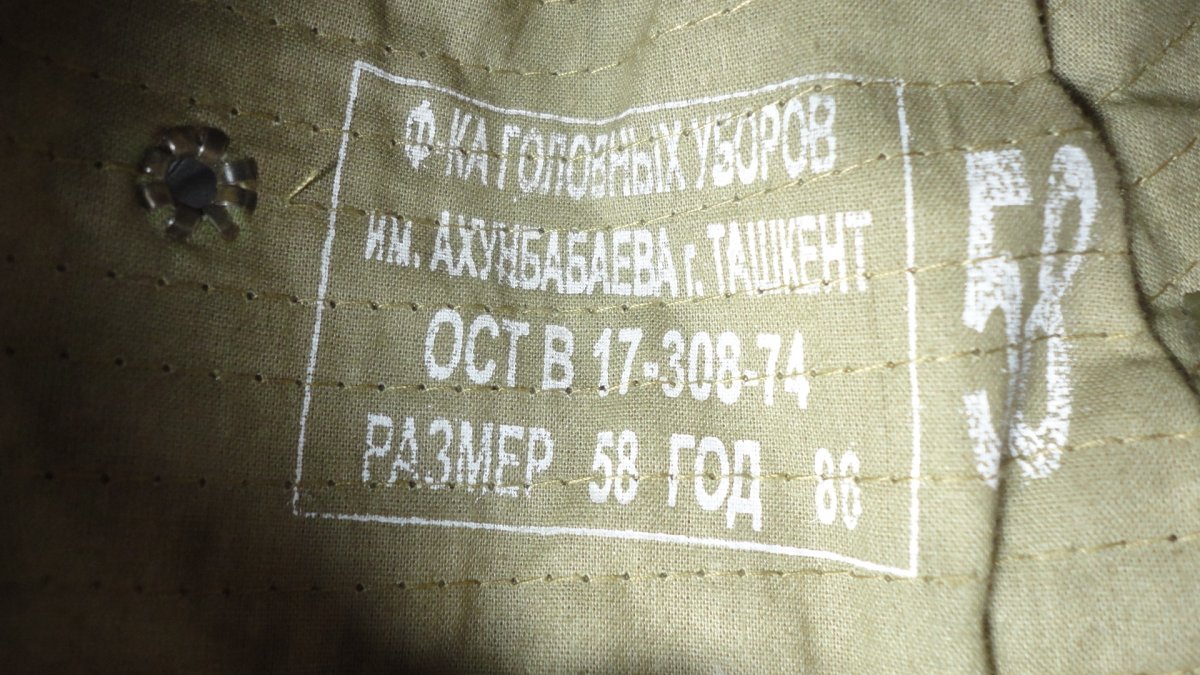 Ф-КА ГОЛОВНЫХ УБОРОВ
им. АХУНБАБАЕВА г. ТАШКЕНТ
ОСТ В 17-308-74
РАЗМЕР 58 ГОД 86
58